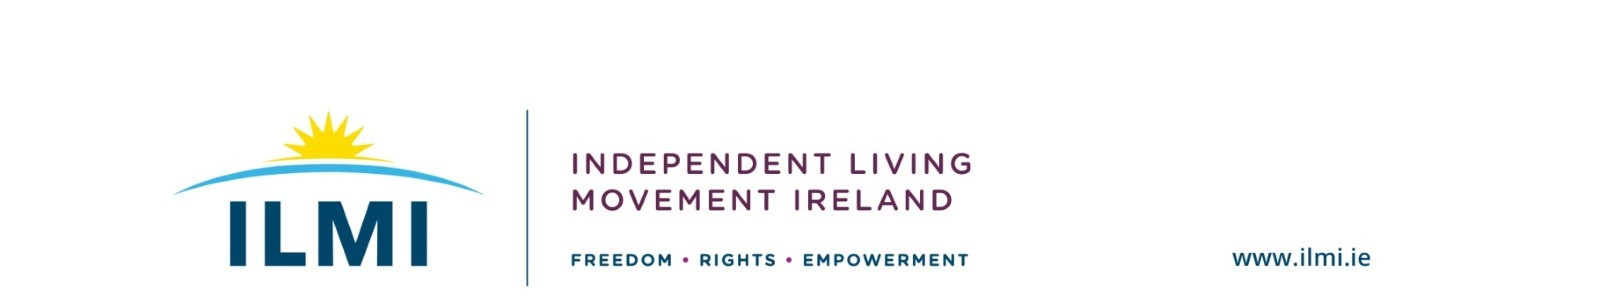 ILMI
INDEPENDENT LIVING
MOVEMENT IRELAND
FREEDOM • RIGHTS • EMPOWERMENT
www.ilmi.ie